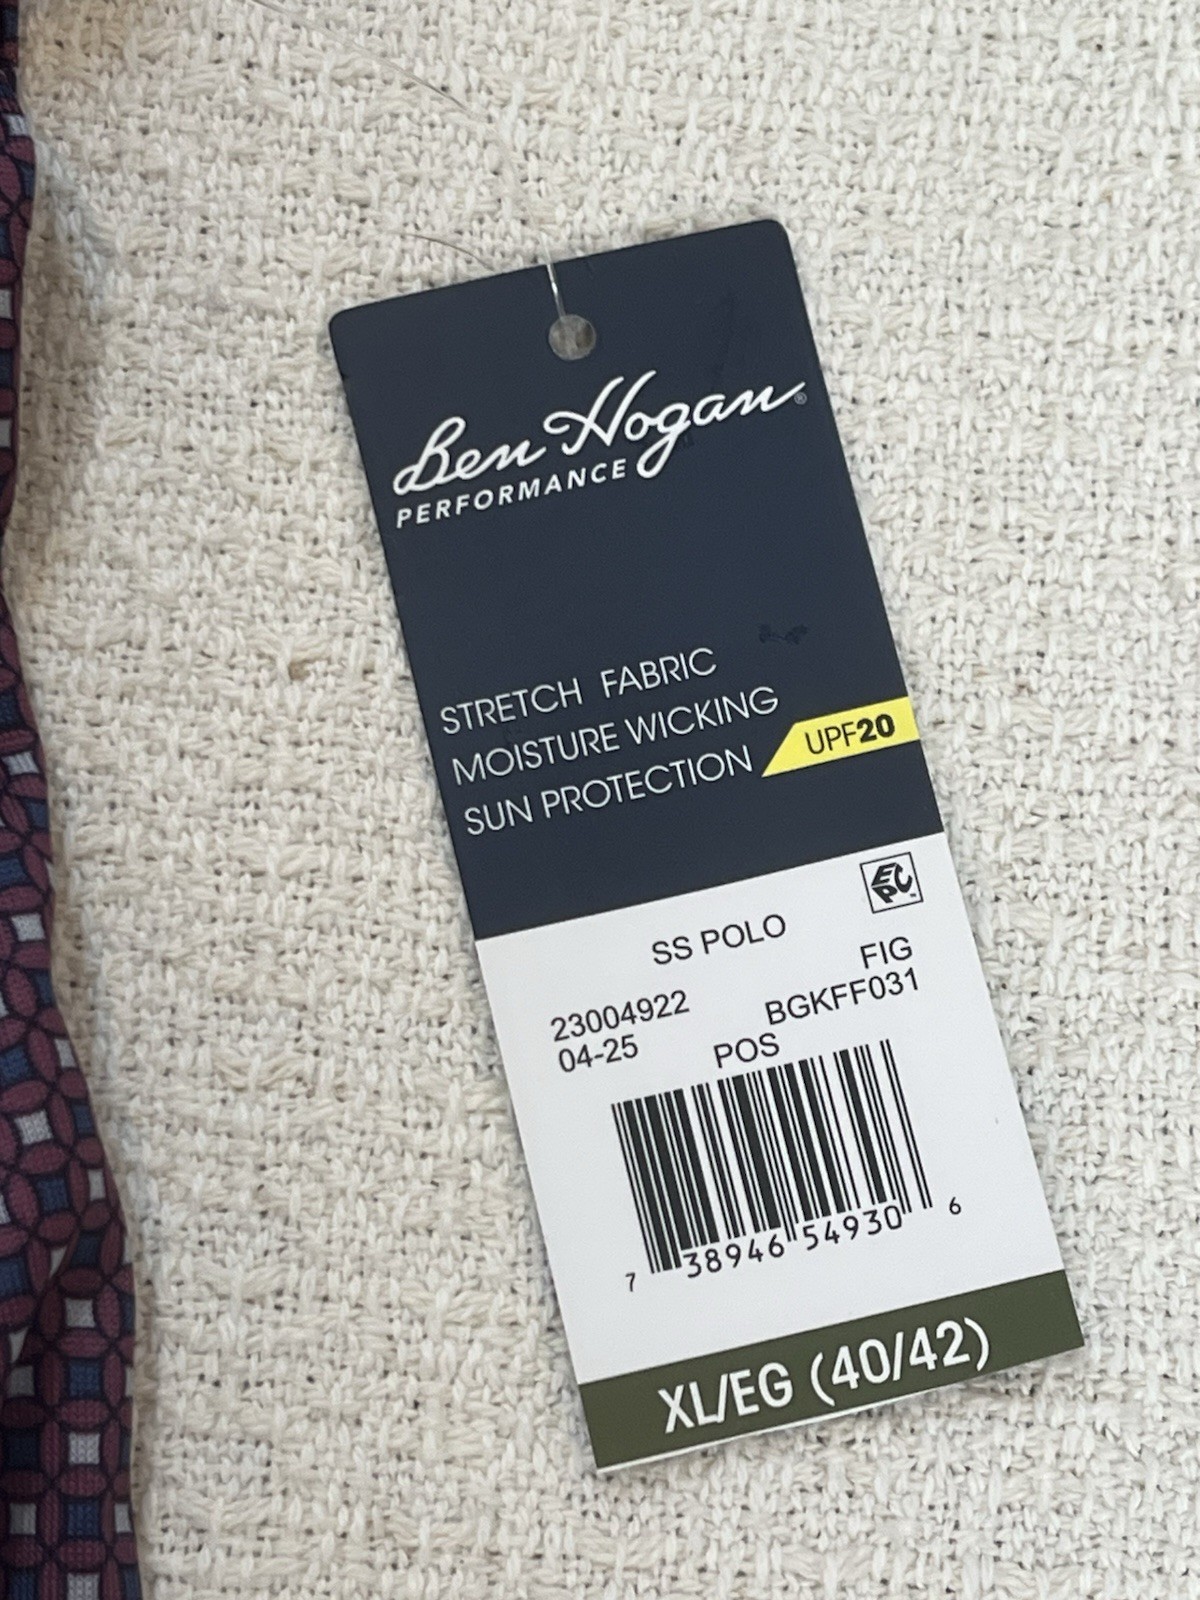 Ben Hogan®
PERFORMANCE
STRETCH FABRIC
MOISTURE WICKING
SUN PROTECTION UPF20
EPC™
SS POLO
FIG
23004922 BGKFF031
04-25 POS
7 38946 54930 6
XL/EG (40/42)